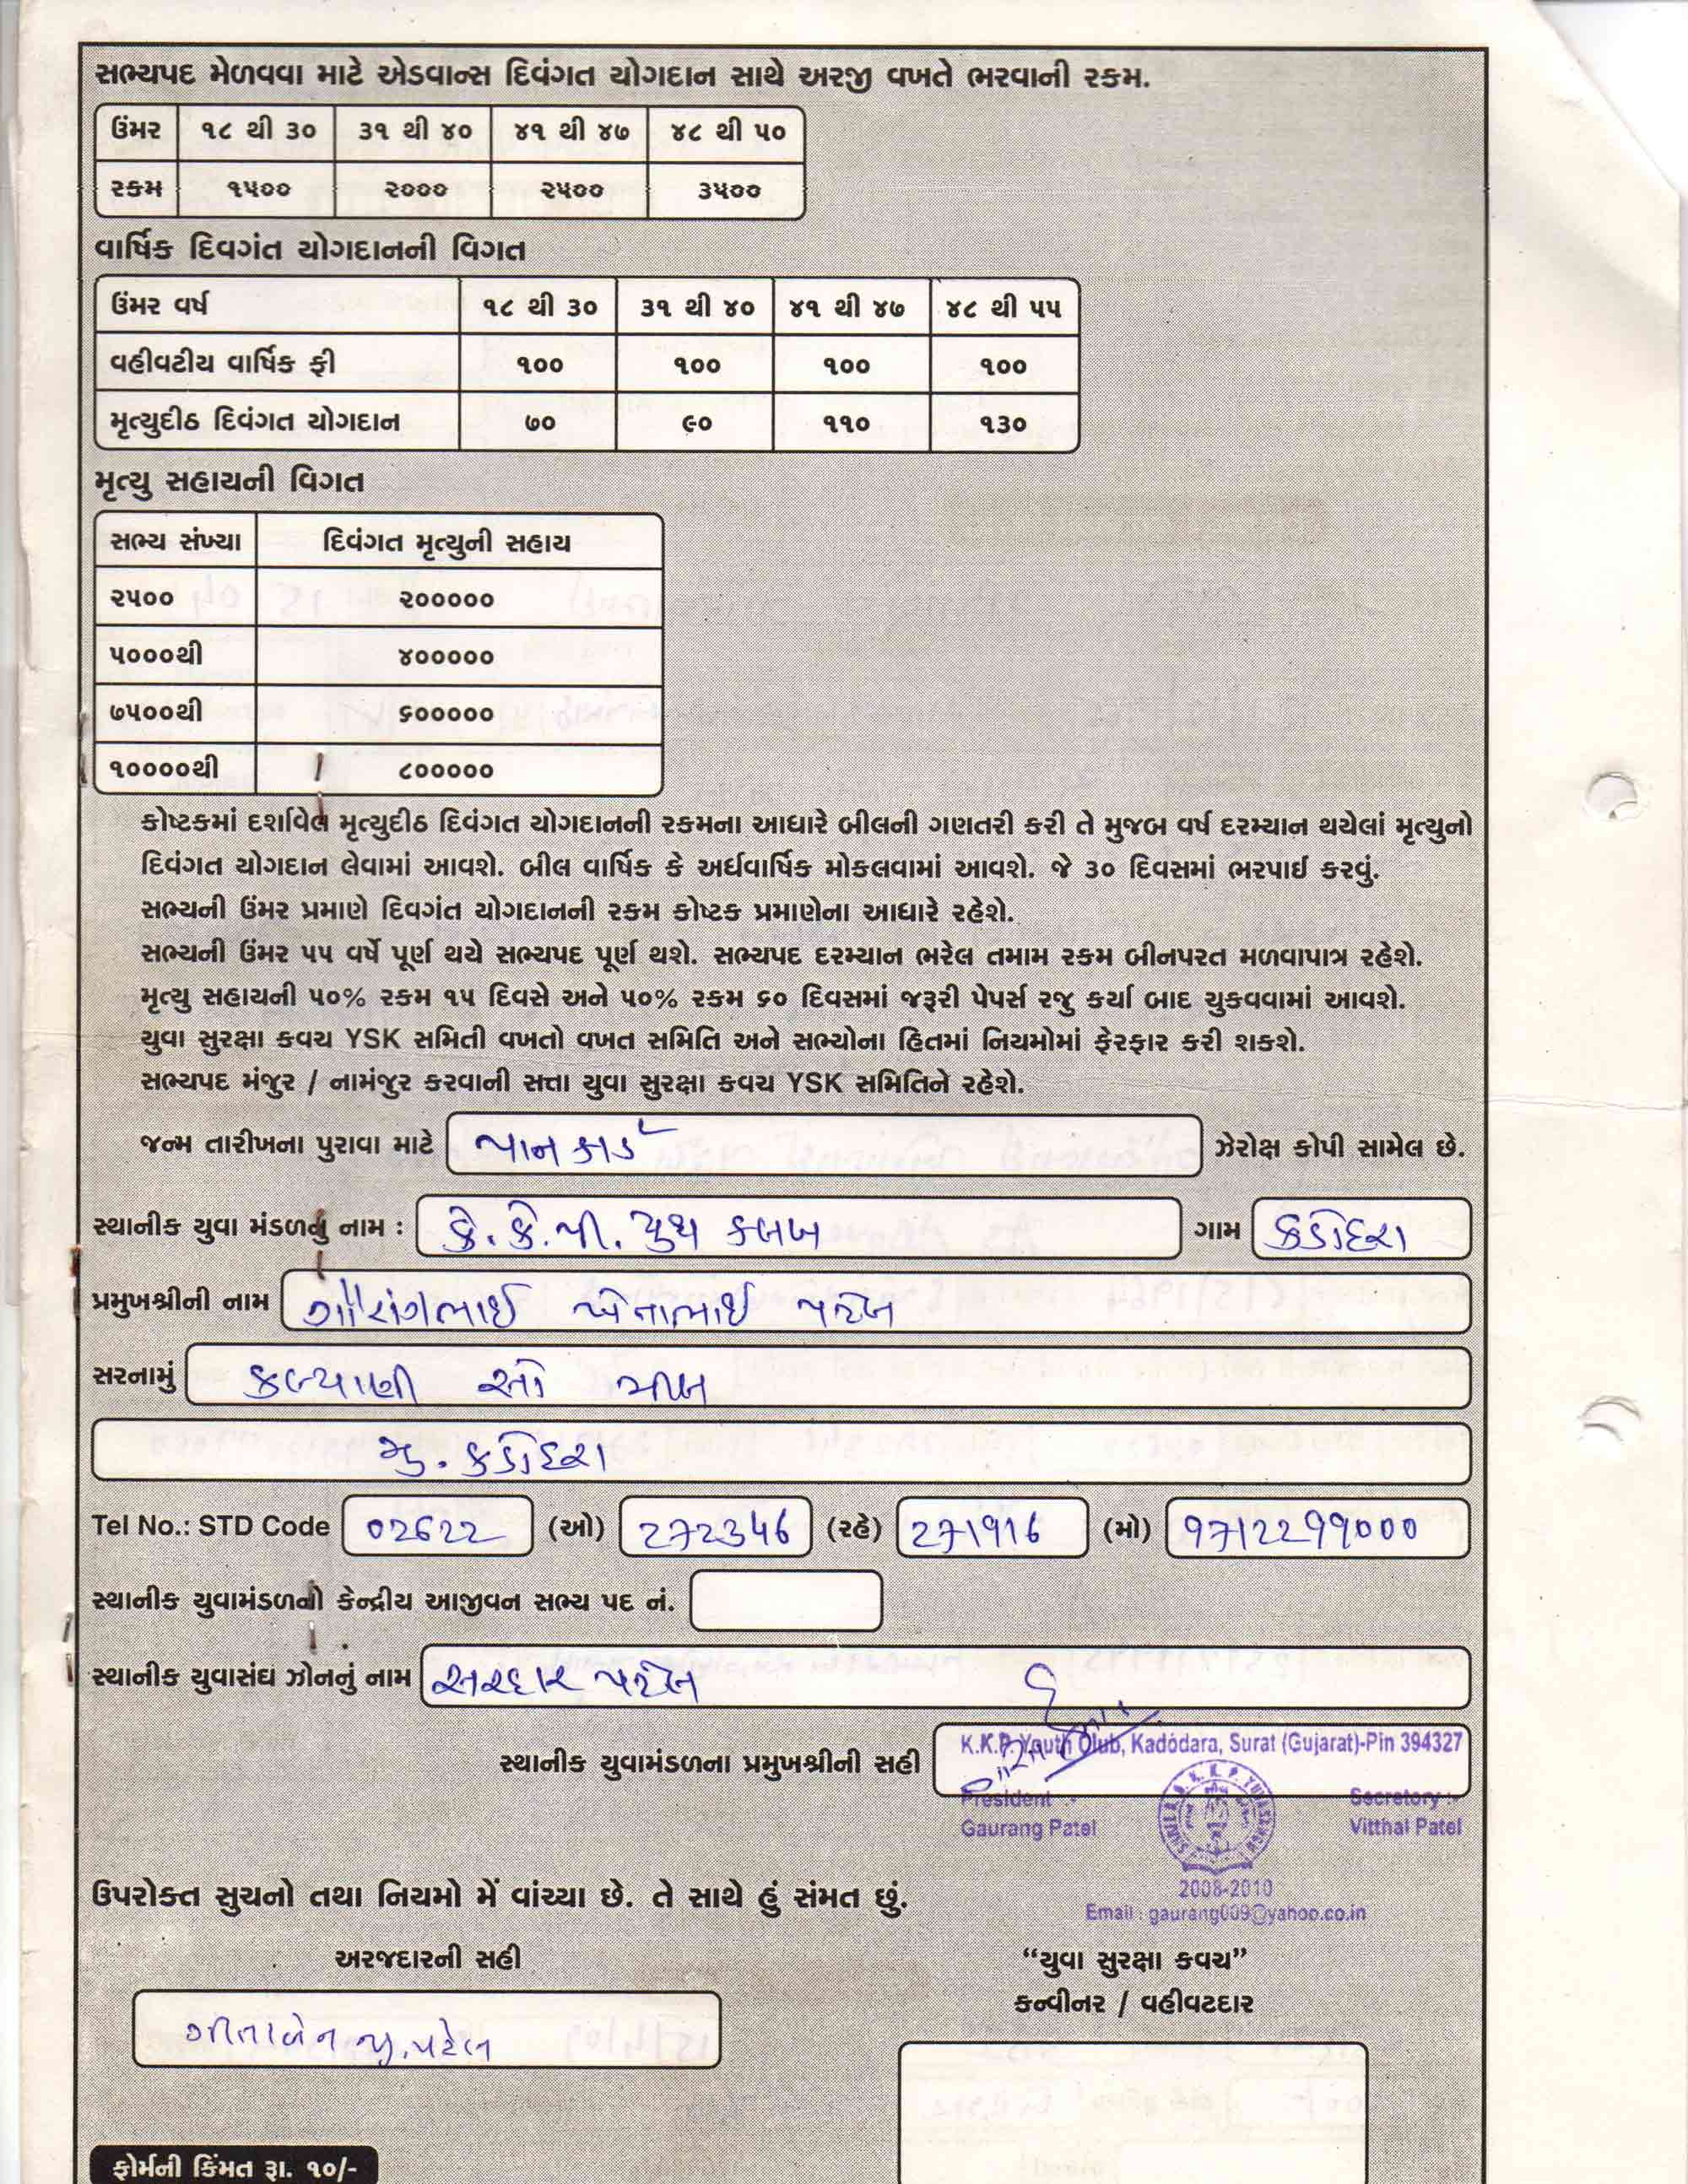 સભ્યપદ મેળવવા માટે એડવાન્સ દિવંગત યોગદાન સાથે અરજી વખતે ભરવાની રકમ.
ઉંમર ૧૮ થી ૩૦ ૩૧ થી ૪૦ ૪૧ થી ૪૭ ૪૮ થી ૫૦
રકમ ૧૫૦૦ ૨૦૦૦ ૨૫૦૦ ૩૫૦૦
વાર્ષિક દિવગંત યોગદાનની વિગત
ઉંમર વર્ષ ૧૮ થી ૩૦ ૩૧ થી ૪૦ ૪૧ થી ૪૭ ૪૮ થી ૫૫
વહીવટીય વાર્ષિક ફી ૧૦૦ ૧૦૦ ૧૦૦ ૧૦૦
મૃત્યુદીઠ દિવંગત યોગદાન ૭૦ ૯૦ ૧૧૦ ૧૩૦
મૃત્યુ સહાયની વિગત
સભ્ય સંખ્યા દિવંગત મૃત્યુની સહાય
૨૫૦૦ ૨૦૦૦૦૦
૫૦૦૦થી ૪૦૦૦૦૦
૭૫૦૦થી ૬૦૦૦૦૦
૧૦૦૦૦થી ૮૦૦૦૦૦
કોષ્ટકમાં દર્શાવેલ મૃત્યુદીઠ દિવંગત યોગદાનની રકમના આધારે બીલની ગણતરી કરી તે મુજબ વર્ષ દરમ્યાન થયેલાં મૃત્યુનો
દિવંગત યોગદાન લેવામાં આવશે. બીલ વાર્ષિક કે અર્ધવાર્ષિક મોકલવામાં આવશે. જે ૩૦ દિવસમાં ભરપાઈ કરવું.
સભ્યની ઉંમર પ્રમાણે દિવગંત યોગદાનની રકમ કોષ્ટક પ્રમાણેના આધારે રહેશે.
સભ્યની ઉંમર ૫૫ વર્ષે પૂર્ણ થયે સભ્યપદ પૂર્ણ થશે. સભ્યપદ દરમ્યાન ભરેલ તમામ રકમ બીનપરત મળવાપાત્ર રહેશે.
મૃત્યુ સહાયની ૫૦% રકમ ૧૫ દિવસે અને ૫૦% રકમ ૬૦ દિવસમાં જરૂરી પેપર્સ રજુ કર્યા બાદ ચુકવવામાં આવશે.
યુવા સુરક્ષા કવચ YSK સમિતી વખતો વખત સમિતિ અને સભ્યોના હિતમાં નિયમોમાં ફેરફાર કરી શકશે.
સભ્યપદ મંજુર / નામંજુર કરવાની સત્તા યુવા સુરક્ષા કવચ YSK સમિતિને રહેશે.
જન્મ તારીખના પુરાવા માટે પાન કાર્ડ ઝેરોક્ષ કોપી સામેલ છે.
સ્થાનીક યુવા મંડળનું નામ : કે. કે. પી. યુથ કલબ ગામ કડોદરા
પ્રમુખશ્રીની નામ ગૌરાંગભાઈ પટેલ
સરનામું કલ્યાણી સો મીલ
મુ. કડોદરા
Tel No.: STD Code 02622 (ઓ) 272346 (રહે) 271916 (મો) 9712299000
સ્થાનીક યુવામંડળનો કેન્દ્રીય આજીવન સભ્ય પદ નં.
સ્થાનીક યુવાસંઘ ઝોનનું નામ સરદાર પટેલ
સ્થાનીક યુવામંડળના પ્રમુખશ્રીની સહી K.K.P. Youth Club, Kadodara, Surat (Gujarat)-Pin 394327
President :- Secretory :-
Gaurang Patel Vitthal Patel
2008-2010
Email : gaurang009@yahoo.co.in
ઉપરોક્ત સુચનો તથા નિયમો મેં વાંચ્યા છે. તે સાથે હું સંમત છું.
અરજદારની સહી "યુવા સુરક્ષા કવચ"
કન્વીનર / વહીવટદાર
ગીતાબેન જી. પટેલ
ફોર્મની કિંમત રૂા. ૧૦/-